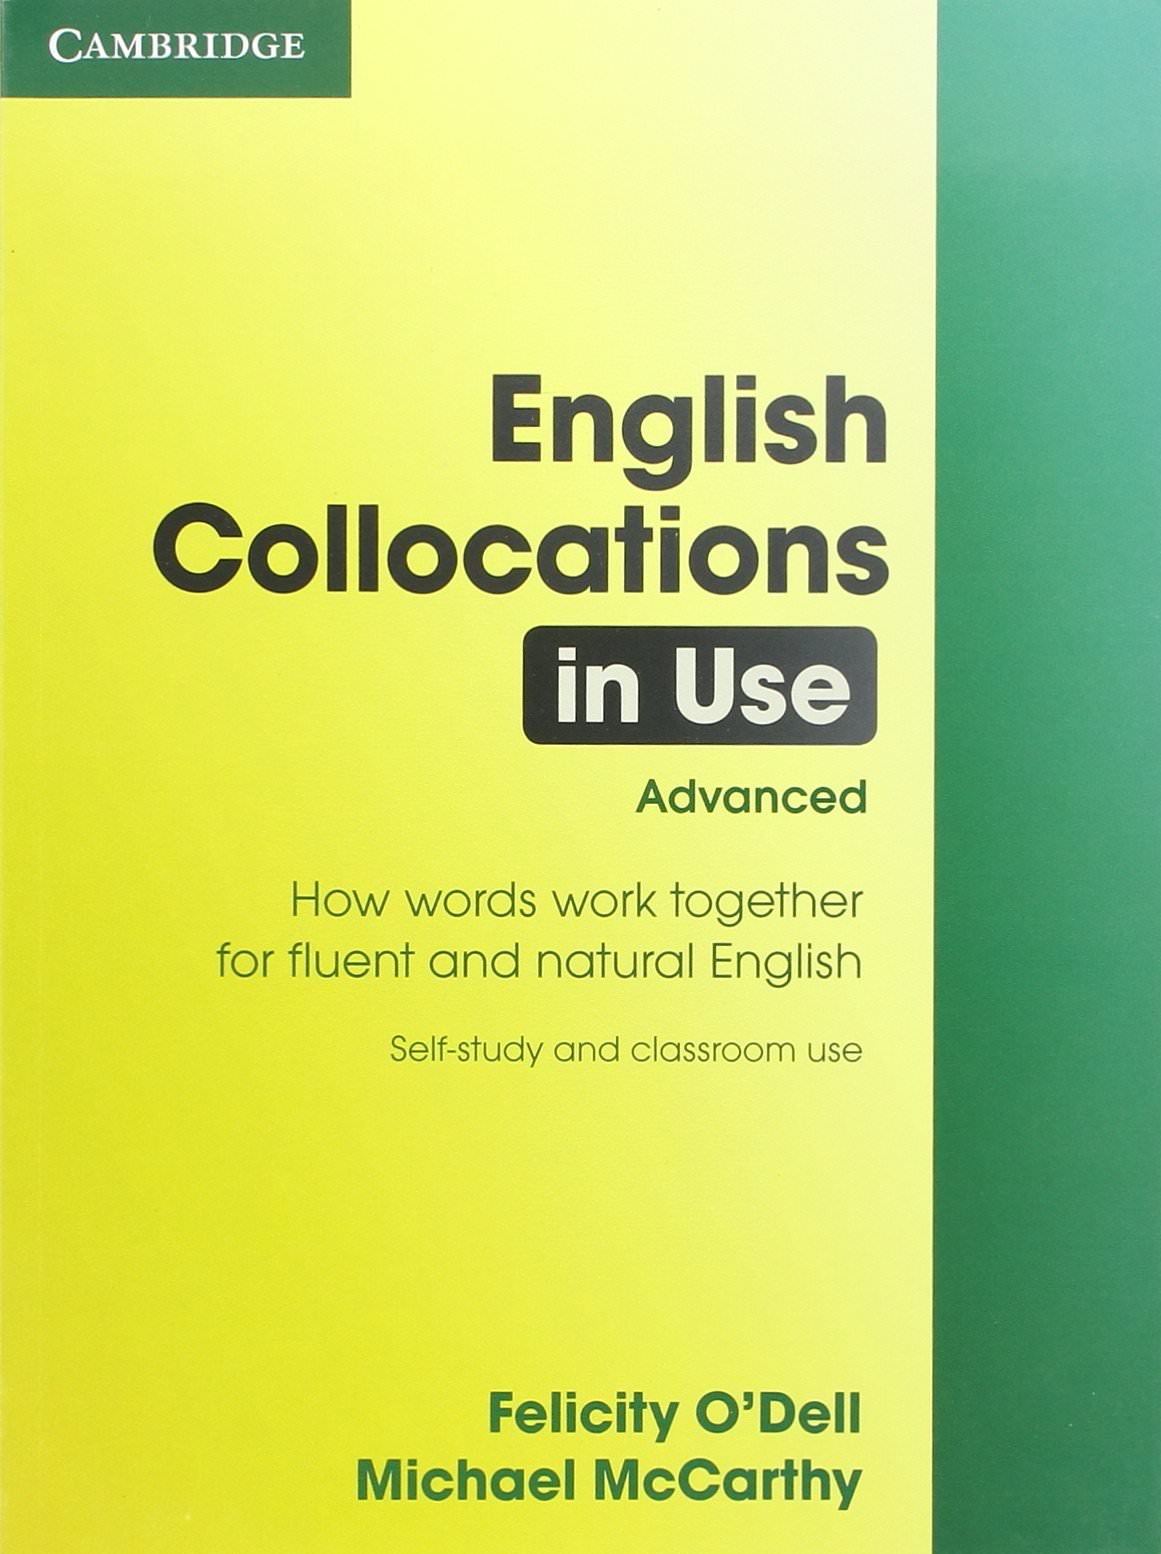 CAMBRIDGE
English
Collocations
in Use
Advanced
How words work together
for fluent and natural English
Self-study and classroom use
Felicity O'Dell
Michael McCarthy